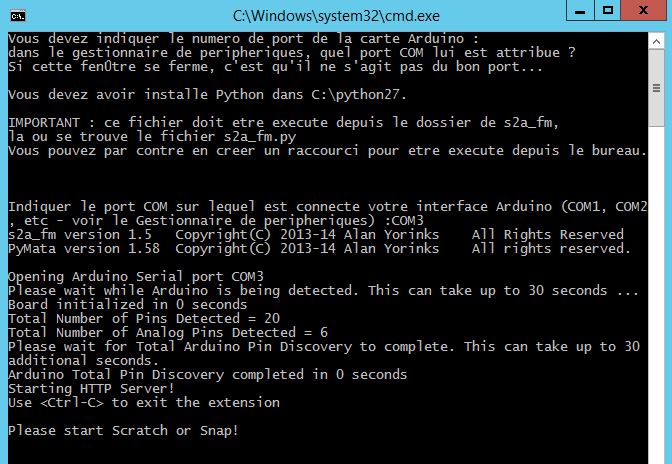 C:\Windows\system32\cmd.exe
Vous devez indiquer le numero de port de la carte Arduino :
dans le gestionnaire de peripheriques, quel port COM lui est attribue ?
Si cette fen0tre se ferme, c'est qu'il ne s'agit pas du bon port...
Vous devez avoir installe Python dans C:\python27.
IMPORTANT : ce fichier doit etre execute depuis le dossier de s2a_fm,
la ou se trouve le fichier s2a_fm.py
Vous pouvez par contre en creer un raccourci pour etre execute depuis le bureau.
Indiquer le port COM sur lequel est connecte votre interface Arduino (COM1, COM2
, etc - voir le Gestionnaire de peripheriques) :COM3
s2a_fm version 1.5   Copyright(C) 2013-14 Alan Yorinks    All Rights Reserved
PyMata version 1.58  Copyright(C) 2013-14 Alan Yorinks    All rights reserved.
Opening Arduino Serial port COM3
Please wait while Arduino is being detected. This can take up to 30 seconds ...
Board initialized in 0 seconds
Total Number of Pins Detected = 20
Total Number of Analog Pins Detected = 6
Please wait for Total Arduino Pin Discovery to complete. This can take up to 30
additional seconds.
Arduino Total Pin Discovery completed in 0 seconds
Starting HTTP Server!
Use <Ctrl-C> to exit the extension
Please start Scratch or Snap!